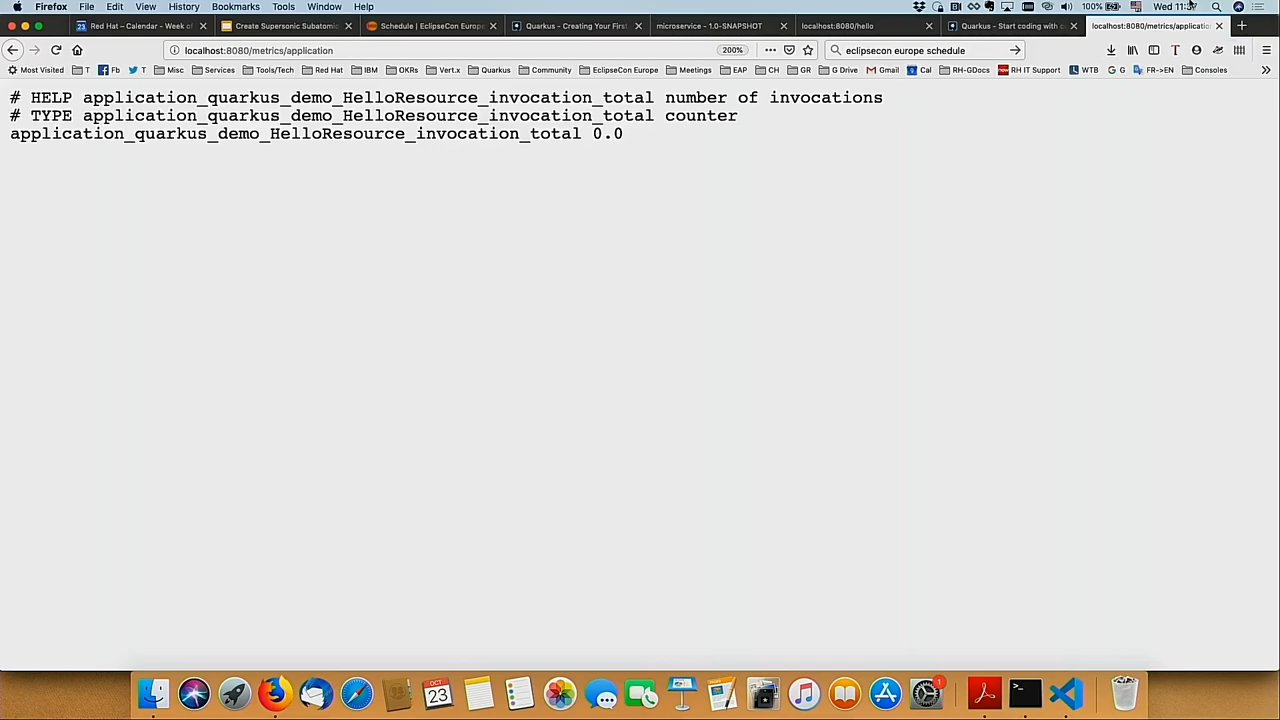 Firefox File Edit View History Bookmarks Tools Window Help 100% Wed 11:
Red Hat – Calendar - Week of Create Supersonic Subatomic Schedule | EclipseCon Europe Quarkus - Creating Your First microservice - 1.0-SNAPSHOT localhost:8080/hello Quarkus - Start coding with c localhost:8080/metrics/applicatio
localhost:8080/metrics/application 200% eclipsecon europe schedule
Most Visited T Fb T Misc Services Tools/Tech Red Hat IBM OKRs Vert.x Quarkus Community EclipseCon Europe Meetings EAP CH GR G Drive Gmail Cal RH-GDocs RH IT Support WTB G FR->EN Consoles
# HELP application_quarkus_demo_HelloResource_invocation_total number of invocations
# TYPE application_quarkus_demo_HelloResource_invocation_total counter
application_quarkus_demo_HelloResource_invocation_total 0.0
OCT
23
1